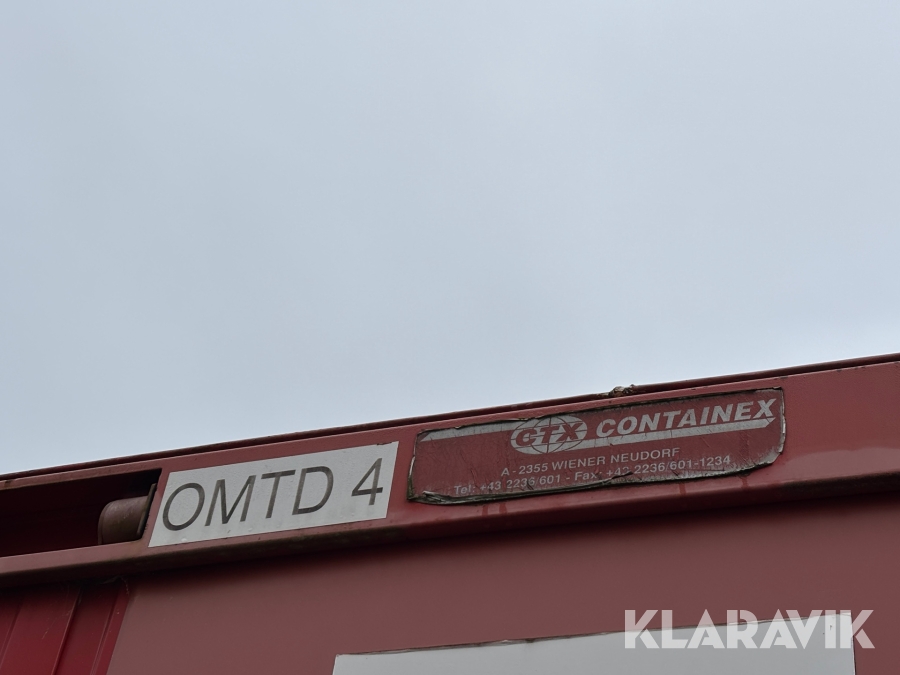 CTX CONTAINEX
A-2355 WIENER NEUDORF
Tel. +43 2236/601 - Fax: +43 2236/601-1234
OMTD 4
KLARAVIK